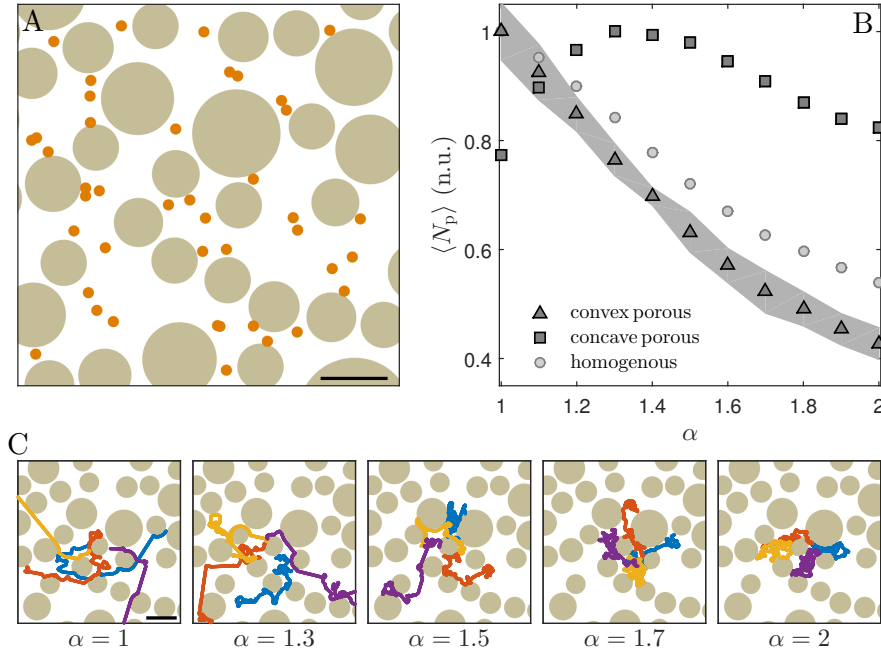 A
B
1
0.8
0.6
0.4
⟨Nₚ⟩ (n.u.)
convex porous
concave porous
homogenous
1 1.2 1.4 1.6 1.8 2
α
C
α = 1
α = 1.3
α = 1.5
α = 1.7
α = 2